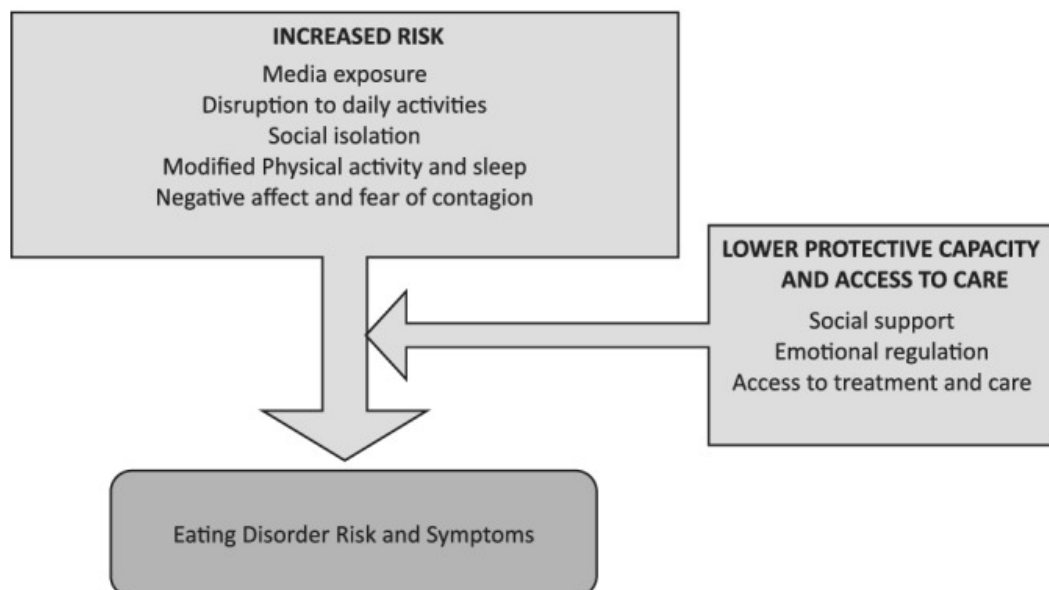 INCREASED RISK
Media exposure
Disruption to daily activities
Social isolation
Modified Physical activity and sleep
Negative affect and fear of contagion
LOWER PROTECTIVE CAPACITY
AND ACCESS TO CARE
Social support
Emotional regulation
Access to treatment and care
Eating Disorder Risk and Symptoms